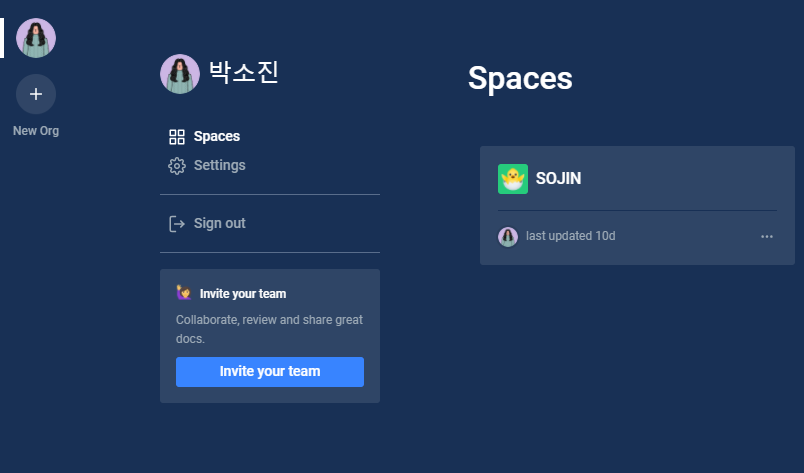 New Org
박소진
Spaces
Settings
Sign out
Invite your team
Collaborate, review and share great
docs.
Invite your team
Spaces
SOJIN
last updated 10d